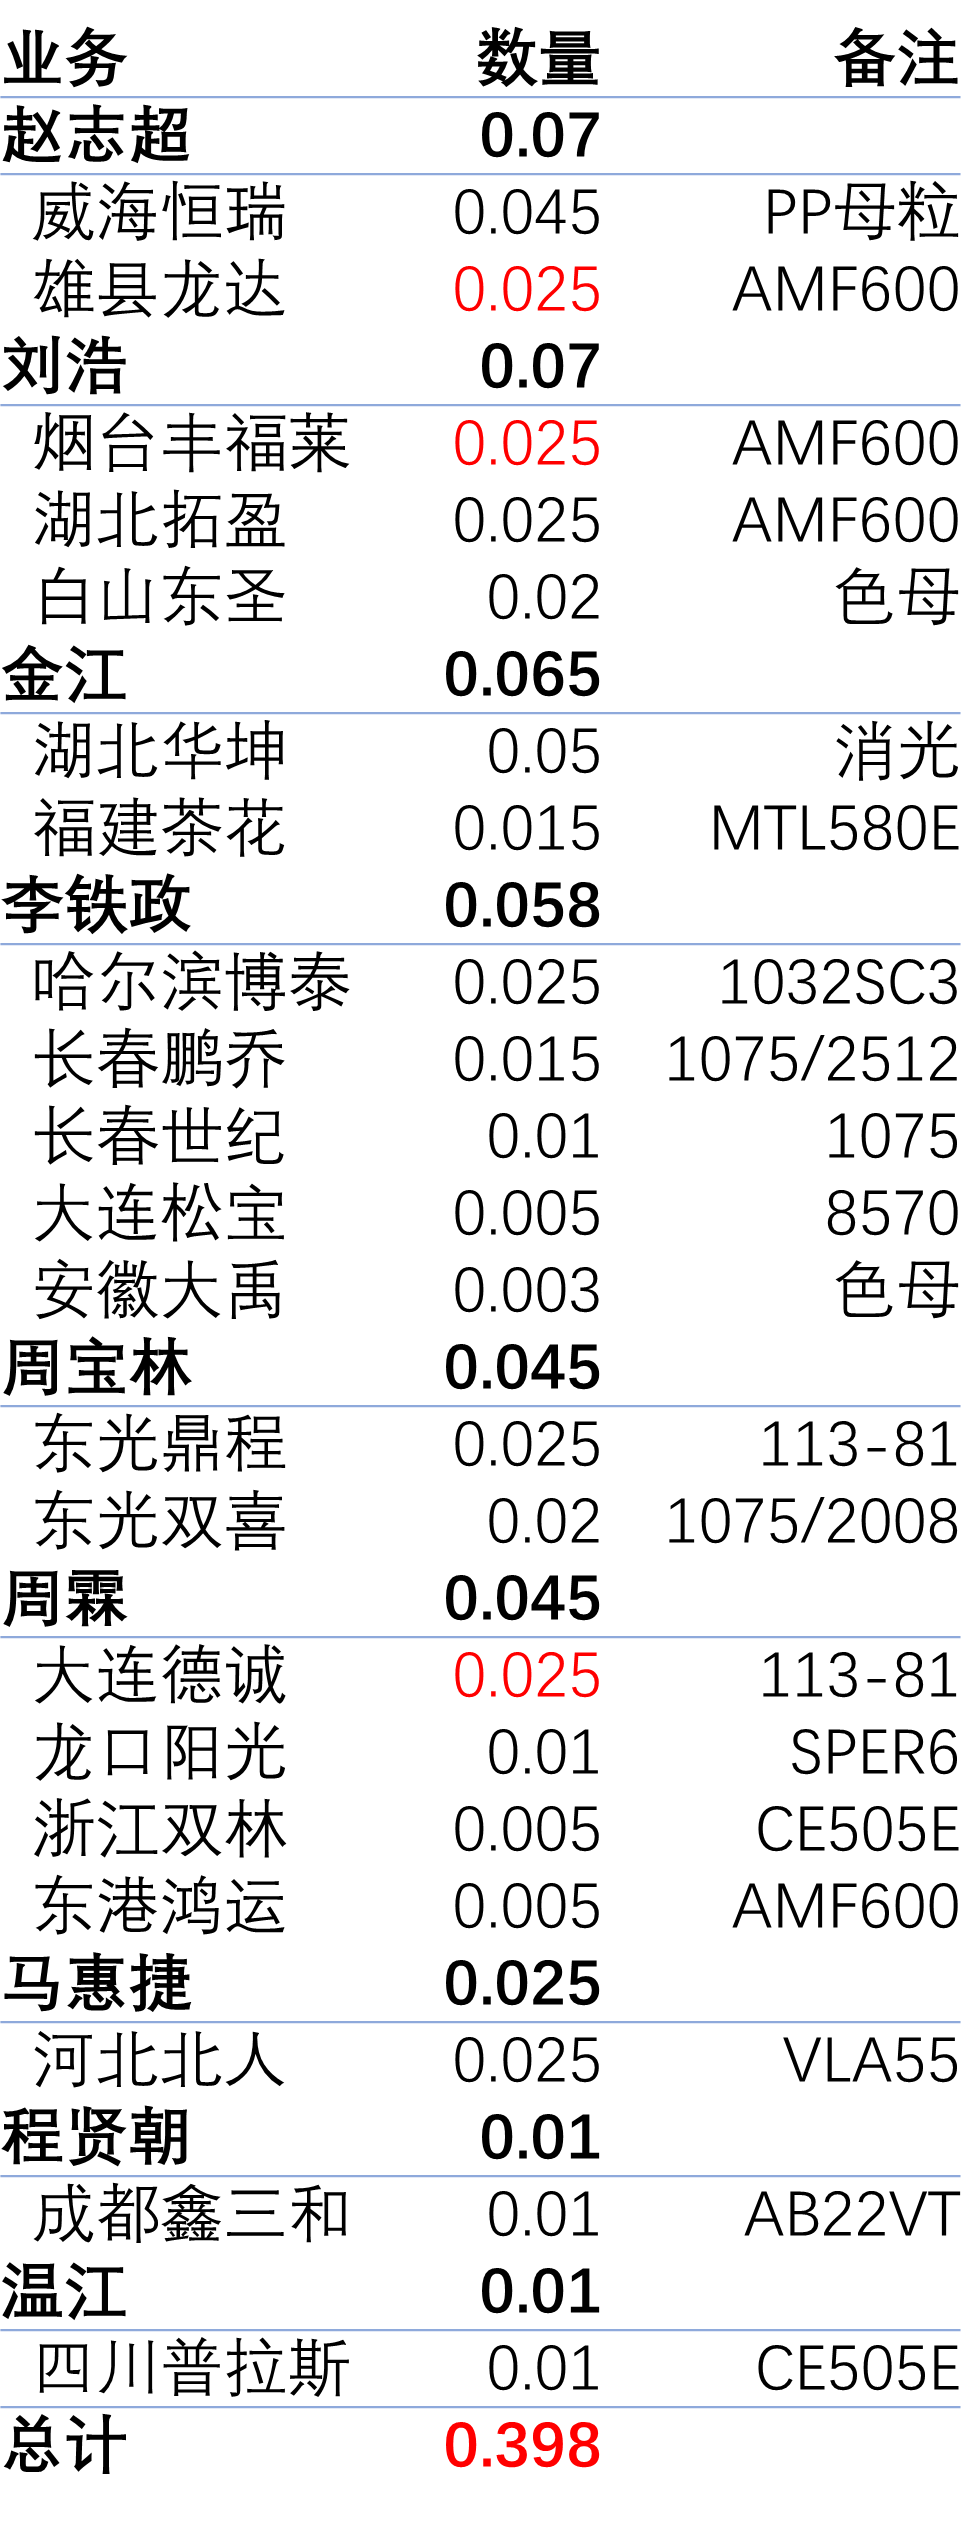 业务 数量 备注
赵志超 0.07
威海恒瑞 0.045 PP母粒
雄县龙达 0.025 AMF600
刘浩 0.07
烟台丰福莱 0.025 AMF600
湖北拓盈 0.025 AMF600
白山东圣 0.02 色母
金江 0.065
湖北华坤 0.05 消光
福建茶花 0.015 MTL580E
李铁政 0.058
哈尔滨博泰 0.025 1032SC3
长春鹏乔 0.015 1075/2512
长春世纪 0.01 1075
大连松宝 0.005 8570
安徽大禹 0.003 色母
周宝林 0.045
东光鼎程 0.025 113-81
东光双喜 0.02 1075/2008
周霖 0.045
大连德诚 0.025 113-81
龙口阳光 0.01 SPER6
浙江双林 0.005 CE505E
东港鸿运 0.005 AMF600
马惠捷 0.025
河北北人 0.025 VLA55
程贤朝 0.01
成都鑫三和 0.01 AB22VT
温江 0.01
四川普拉斯 0.01 CE505E
总计 0.398